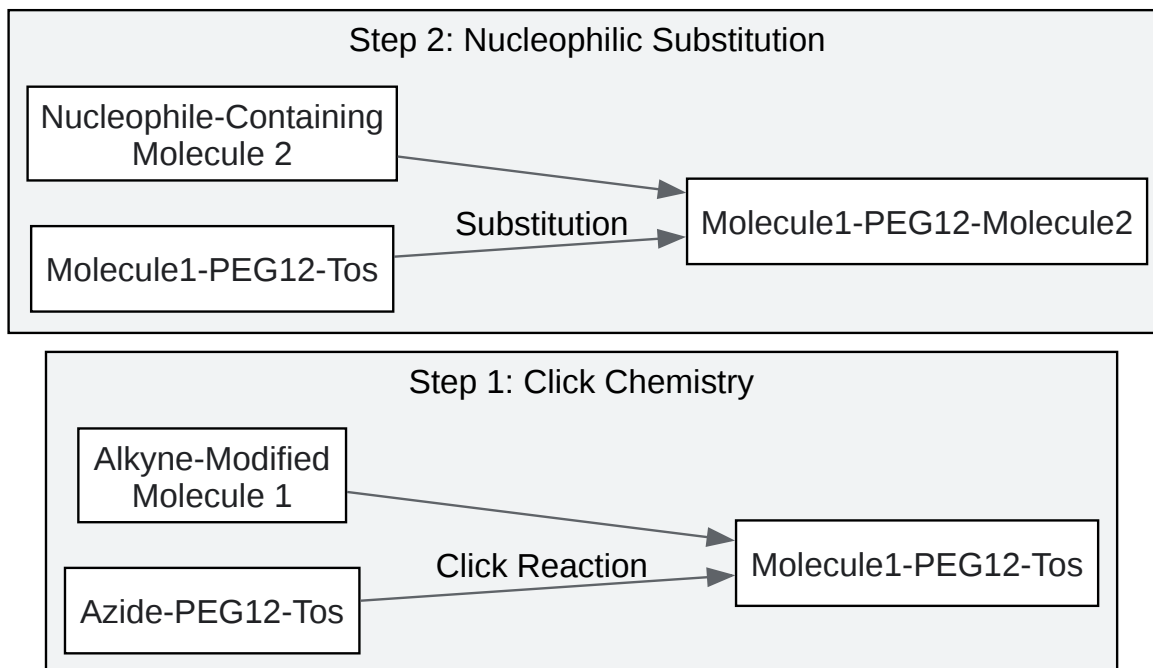 Step 2: Nucleophilic Substitution
Nucleophile-Containing
Molecule 2
Substitution
Molecule1-PEG12-Molecule2
Molecule1-PEG12-Tos
Step 1: Click Chemistry
Alkyne-Modified
Molecule 1
Click Reaction
Molecule1-PEG12-Tos
Azide-PEG12-Tos